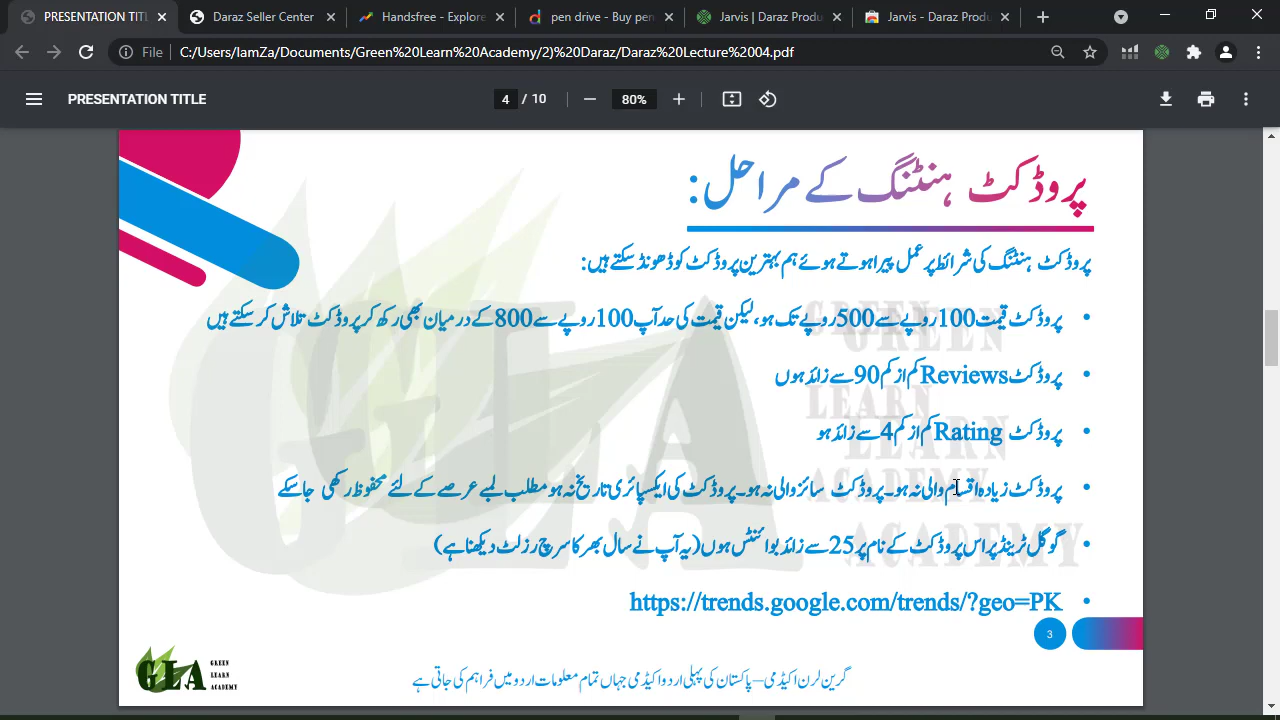 PRESENTATION TITL
Daraz Seller Center
Handsfree - Explore
pen drive - Buy pen
Jarvis | Daraz Produ
Jarvis - Daraz Produ
File
C:/Users/IamZa/Documents/Green%20Learn%20Academy/2)%20Daraz/Daraz%20Lecture%2004.pdf
PRESENTATION TITLE
4 / 10
80%
پروڈکٹ ہنٹنگ کے مراحل:
پروڈکٹ ہنٹنگ کی شرائط پر عمل پیرا ہوتے ہوئے ہم بہترین پروڈکٹ کو ڈھونڈ سکتے ہیں:
• پروڈکٹ قیمت 100 روپے سے 500 روپے تک ہو، لیکن قیمت کی حد آپ 100 روپے سے 800 کے درمیان بھی رکھ کر پروڈکٹ تلاش کر سکتے ہیں
• پروڈکٹ Reviews کم از کم 90 سے زائد ہوں
• پروڈکٹ Rating کم از کم 4 سے زائد ہو
• پروڈکٹ زیادہ اقسام والی نہ ہو۔ پروڈکٹ سائز والی نہ ہو۔ پروڈکٹ کی ایکسپائری تاریخ نہ ہو مطلب لمبے عرصے کے لئے محفوظ رکھی جا سکے
• گوگل ٹرینڈ پر اس پروڈکٹ کے نام پر 25 سے زائد پوائنٹس ہوں (یہ آپ نے سال بھر کا سرچ رزلٹ دیکھنا ہے)
• https://trends.google.com/trends/?geo=PK
3
GLA GREEN LEARN ACADEMY
گرین لرن اکیڈمی – پاکستان کی پہلی اردو اکیڈمی جہاں تمام معلومات اردو میں فراہم کی جاتی ہے
GLA
GREEN
LEARN
ACADEMY